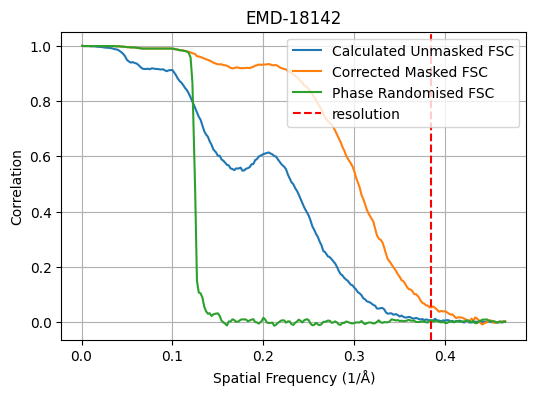 EMD-18142
Calculated Unmasked FSC
Corrected Masked FSC
Phase Randomised FSC
resolution
Correlation
1.0
0.8
0.6
0.4
0.2
0.0
0.0 0.1 0.2 0.3 0.4
Spatial Frequency (1/Å)